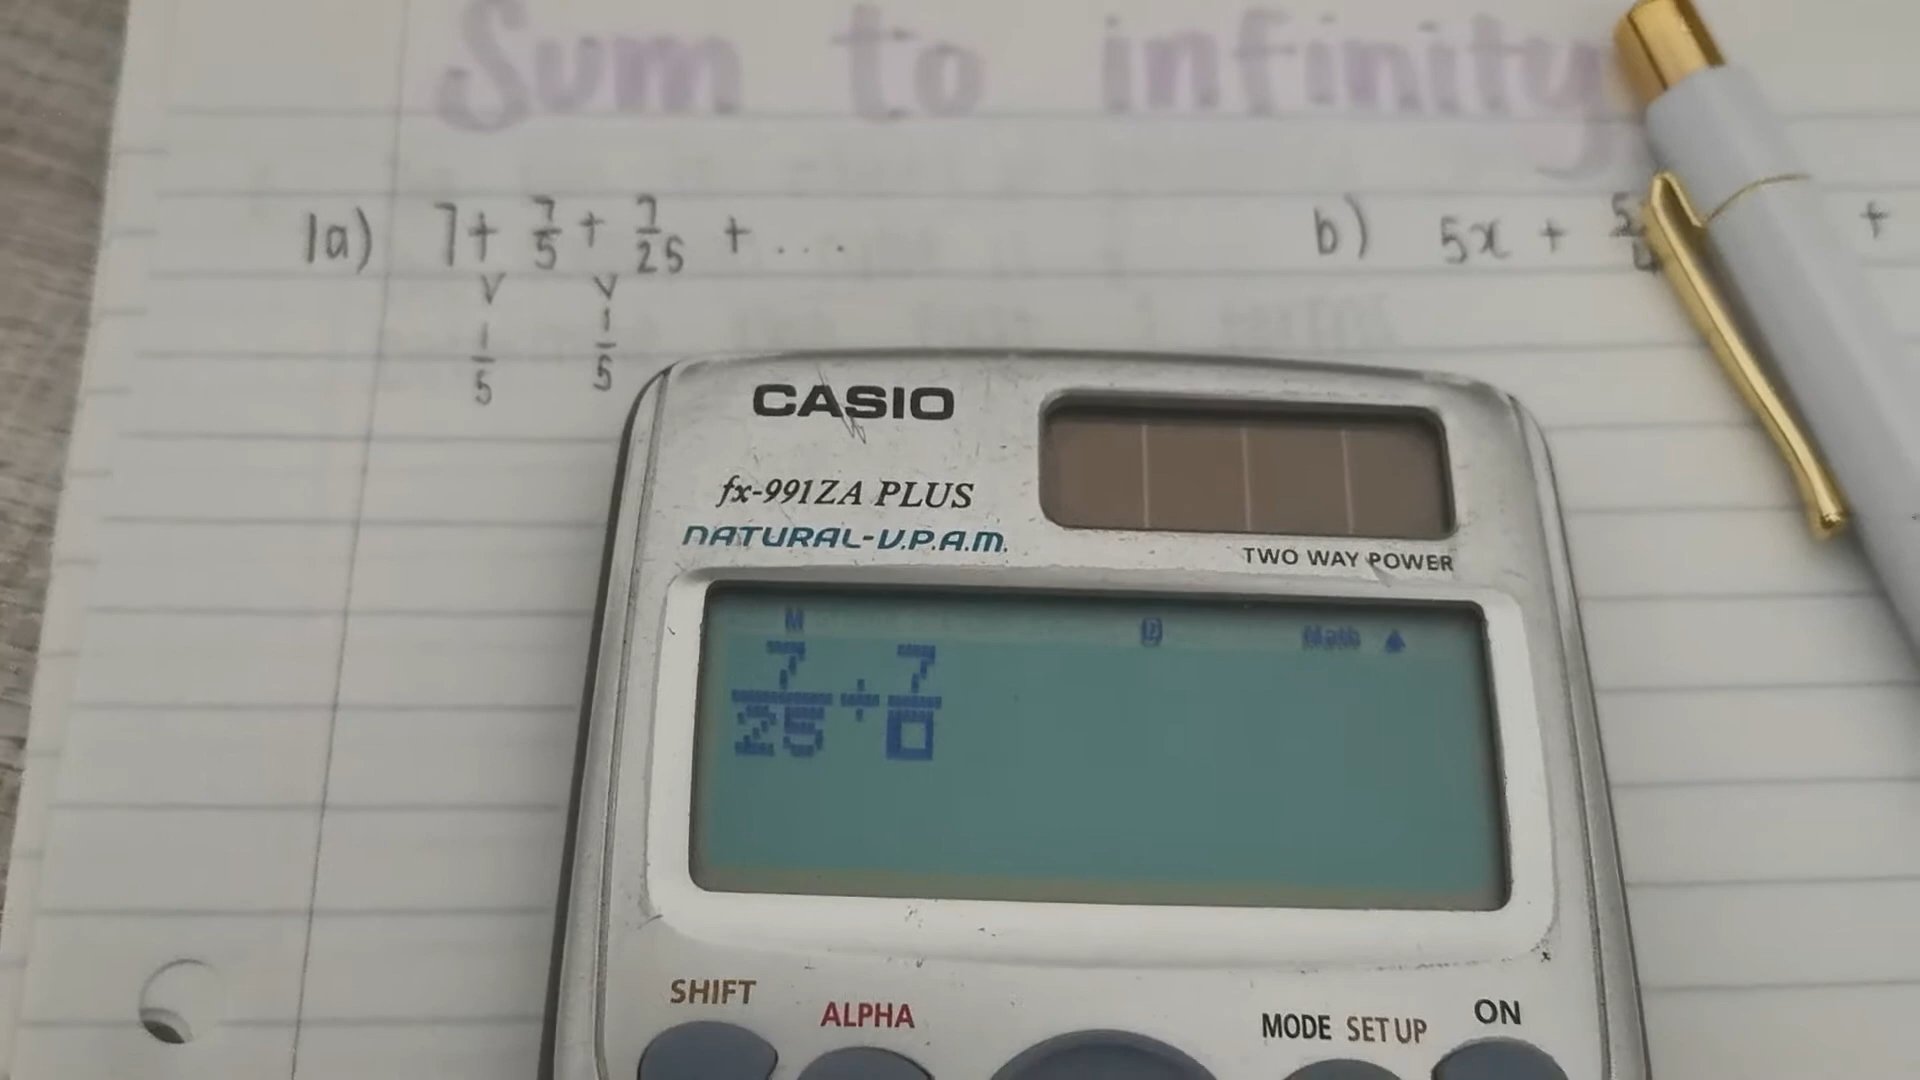 Sum to infinity
1a) 7 + 7/5 + 7/25 + ...
b) 5x + 5 +
v v
1/5 1/5
CASIO
fx-991ZA PLUS
NATURAL-V.P.A.M.
TWO WAY POWER
M D Math ▲
7/25 ÷ 7/□
SHIFT ALPHA MODE SETUP ON